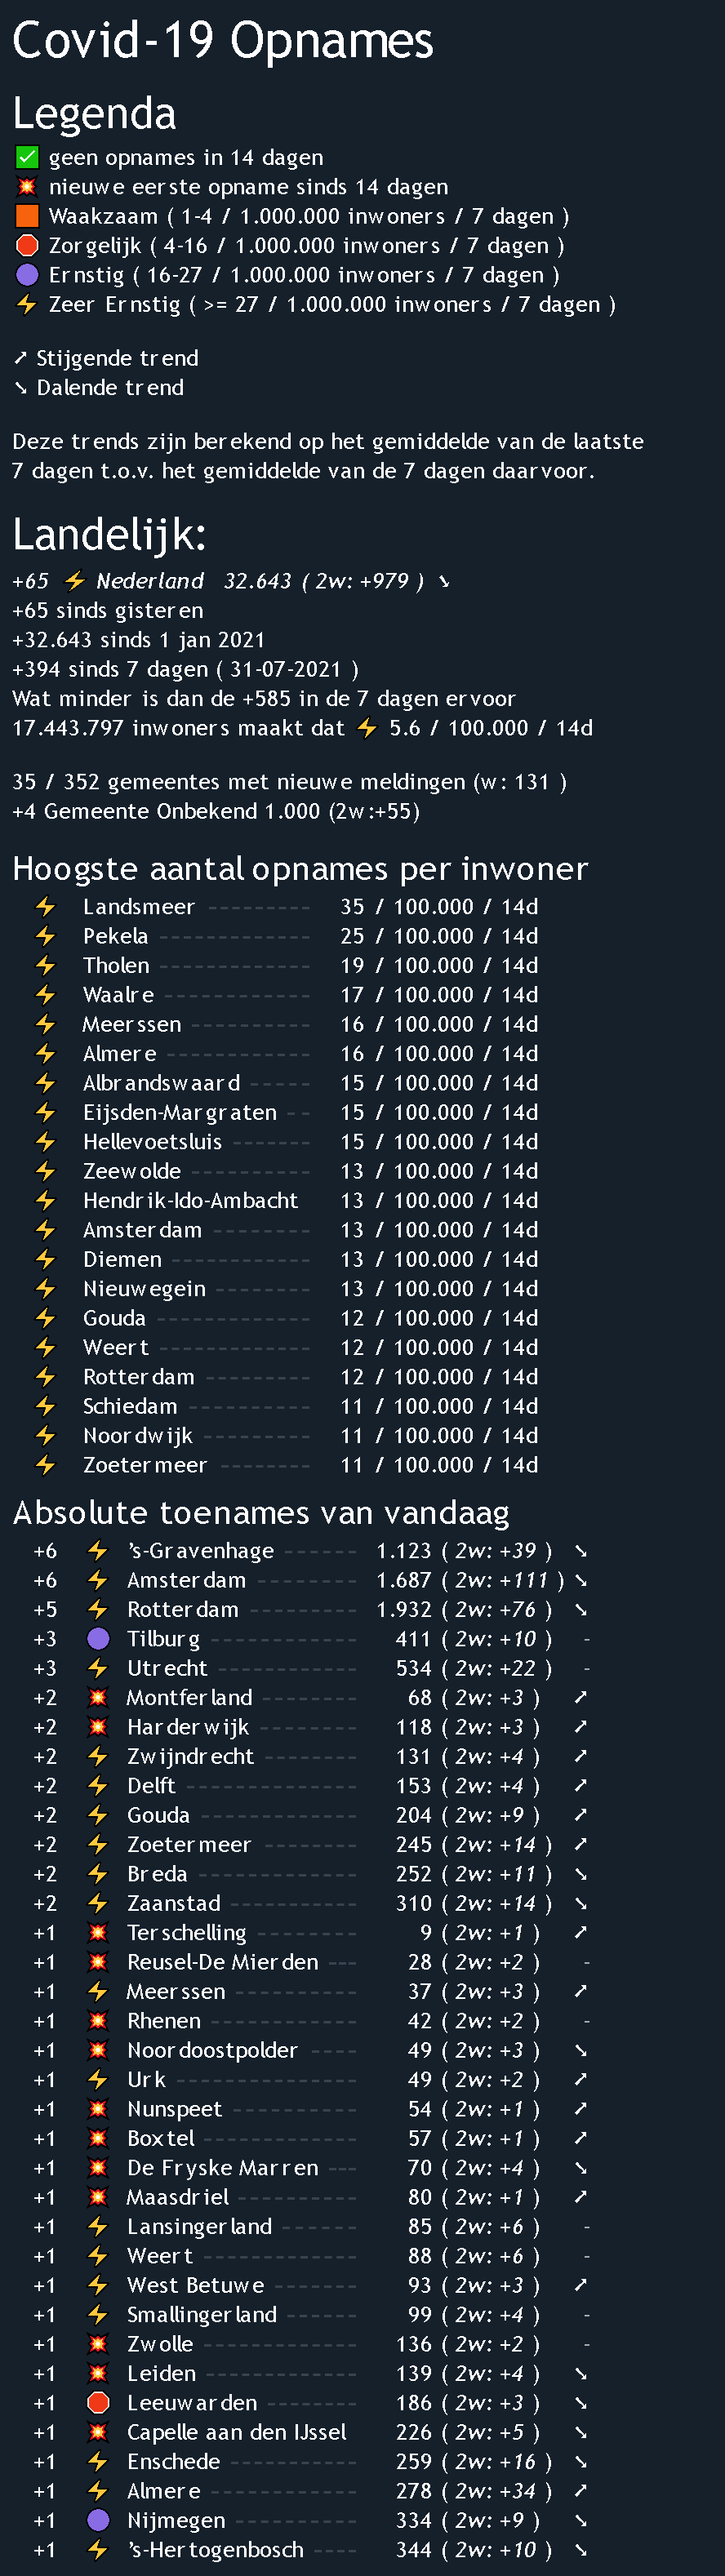 Covid-19 Opnames
Legenda
✅ geen opnames in 14 dagen
💥 nieuwe eerste opname sinds 14 dagen
🟧 Waakzaam ( 1-4 / 1.000.000 inwoners / 7 dagen )
🛑 Zorgelijk ( 4-16 / 1.000.000 inwoners / 7 dagen )
🟣 Ernstig ( 16-27 / 1.000.000 inwoners / 7 dagen )
⚡ Zeer Ernstig ( >= 27 / 1.000.000 inwoners / 7 dagen )
➚ Stijgende trend
➘ Dalende trend
Deze trends zijn berekend op het gemiddelde van de laatste
7 dagen t.o.v. het gemiddelde van de 7 dagen daarvoor.
Landelijk:
+65 ⚡ Nederland 32.643 ( 2w: +979 ) ➘
+65 sinds gisteren
+32.643 sinds 1 jan 2021
+394 sinds 7 dagen ( 31-07-2021 )
Wat minder is dan de +585 in de 7 dagen ervoor
17.443.797 inwoners maakt dat ⚡ 5.6 / 100.000 / 14d
35 / 352 gemeentes met nieuwe meldingen (w: 131 )
+4 Gemeente Onbekend 1.000 (2w:+55)
Hoogste aantal opnames per inwoner
⚡ Landsmeer --------- 35 / 100.000 / 14d
⚡ Pekela ------------- 25 / 100.000 / 14d
⚡ Tholen ------------- 19 / 100.000 / 14d
⚡ Waalre ------------- 17 / 100.000 / 14d
⚡ Meerssen ---------- 16 / 100.000 / 14d
⚡ Almere ------------ 16 / 100.000 / 14d
⚡ Albrandswaard ----- 15 / 100.000 / 14d
⚡ Eijsden-Margraten -- 15 / 100.000 / 14d
⚡ Hellevoetsluis ------- 15 / 100.000 / 14d
⚡ Zeewolde ---------- 13 / 100.000 / 14d
⚡ Hendrik-Ido-Ambacht 13 / 100.000 / 14d
⚡ Amsterdam -------- 13 / 100.000 / 14d
⚡ Diemen ------------ 13 / 100.000 / 14d
⚡ Nieuwegein --------- 13 / 100.000 / 14d
⚡ Gouda ------------- 12 / 100.000 / 14d
⚡ Weert ------------- 12 / 100.000 / 14d
⚡ Rotterdam --------- 12 / 100.000 / 14d
⚡ Schiedam ---------- 11 / 100.000 / 14d
⚡ Noordwijk --------- 11 / 100.000 / 14d
⚡ Zoetermeer -------- 11 / 100.000 / 14d
Absolute toenames van vandaag
+6 ⚡ 's-Gravenhage ------ 1.123 ( 2w: +39 ) ➘
+6 ⚡ Amsterdam --------- 1.687 ( 2w: +111 ) ➘
+5 ⚡ Rotterdam --------- 1.932 ( 2w: +76 ) ➘
+3 🟣 Tilburg ------------- 411 ( 2w: +10 ) -
+3 ⚡ Utrecht ------------ 534 ( 2w: +22 ) -
+2 💥 Montferland -------- 68 ( 2w: +3 ) ➚
+2 💥 Harderwijk --------- 118 ( 2w: +3 ) ➚
+2 ⚡ Zwijndrecht -------- 131 ( 2w: +4 ) ➚
+2 ⚡ Delft --------------- 153 ( 2w: +4 ) ➚
+2 ⚡ Gouda ------------- 204 ( 2w: +9 ) ➚
+2 ⚡ Zoetermeer -------- 245 ( 2w: +14 ) ➚
+2 ⚡ Breda -------------- 252 ( 2w: +11 ) ➘
+2 ⚡ Zaanstad ----------- 310 ( 2w: +14 ) ➘
+1 💥 Terschelling --------- 9 ( 2w: +1 ) ➚
+1 💥 Reusel-De Mierden --- 28 ( 2w: +2 ) -
+1 ⚡ Meerssen ---------- 37 ( 2w: +3 ) ➚
+1 💥 Rhenen ------------ 42 ( 2w: +2 ) -
+1 💥 Noordoostpolder ---- 49 ( 2w: +3 ) ➘
+1 ⚡ Urk ---------------- 49 ( 2w: +2 ) ➚
+1 💥 Nunspeet ----------- 54 ( 2w: +1 ) ➚
+1 💥 Boxtel ------------- 57 ( 2w: +1 ) ➚
+1 💥 De Fryske Marren --- 70 ( 2w: +4 ) ➘
+1 💥 Maasdriel ---------- 80 ( 2w: +1 ) ➚
+1 ⚡ Lansingerland ------ 85 ( 2w: +6 ) -
+1 ⚡ Weert ------------- 88 ( 2w: +6 ) -
+1 ⚡ West Betuwe ------- 93 ( 2w: +3 ) ➚
+1 ⚡ Smallingerland ------ 99 ( 2w: +4 ) -
+1 💥 Zwolle ------------- 136 ( 2w: +2 ) -
+1 💥 Leiden ------------- 139 ( 2w: +4 ) ➘
+1 🛑 Leeuwarden -------- 186 ( 2w: +3 ) ➘
+1 💥 Capelle aan den IJssel 226 ( 2w: +5 ) ➘
+1 ⚡ Enschede ----------- 259 ( 2w: +16 ) ➘
+1 ⚡ Almere ------------ 278 ( 2w: +34 ) ➚
+1 🟣 Nijmegen ---------- 334 ( 2w: +9 ) ➘
+1 ⚡ 's-Hertogenbosch ---- 344 ( 2w: +10 ) ➘